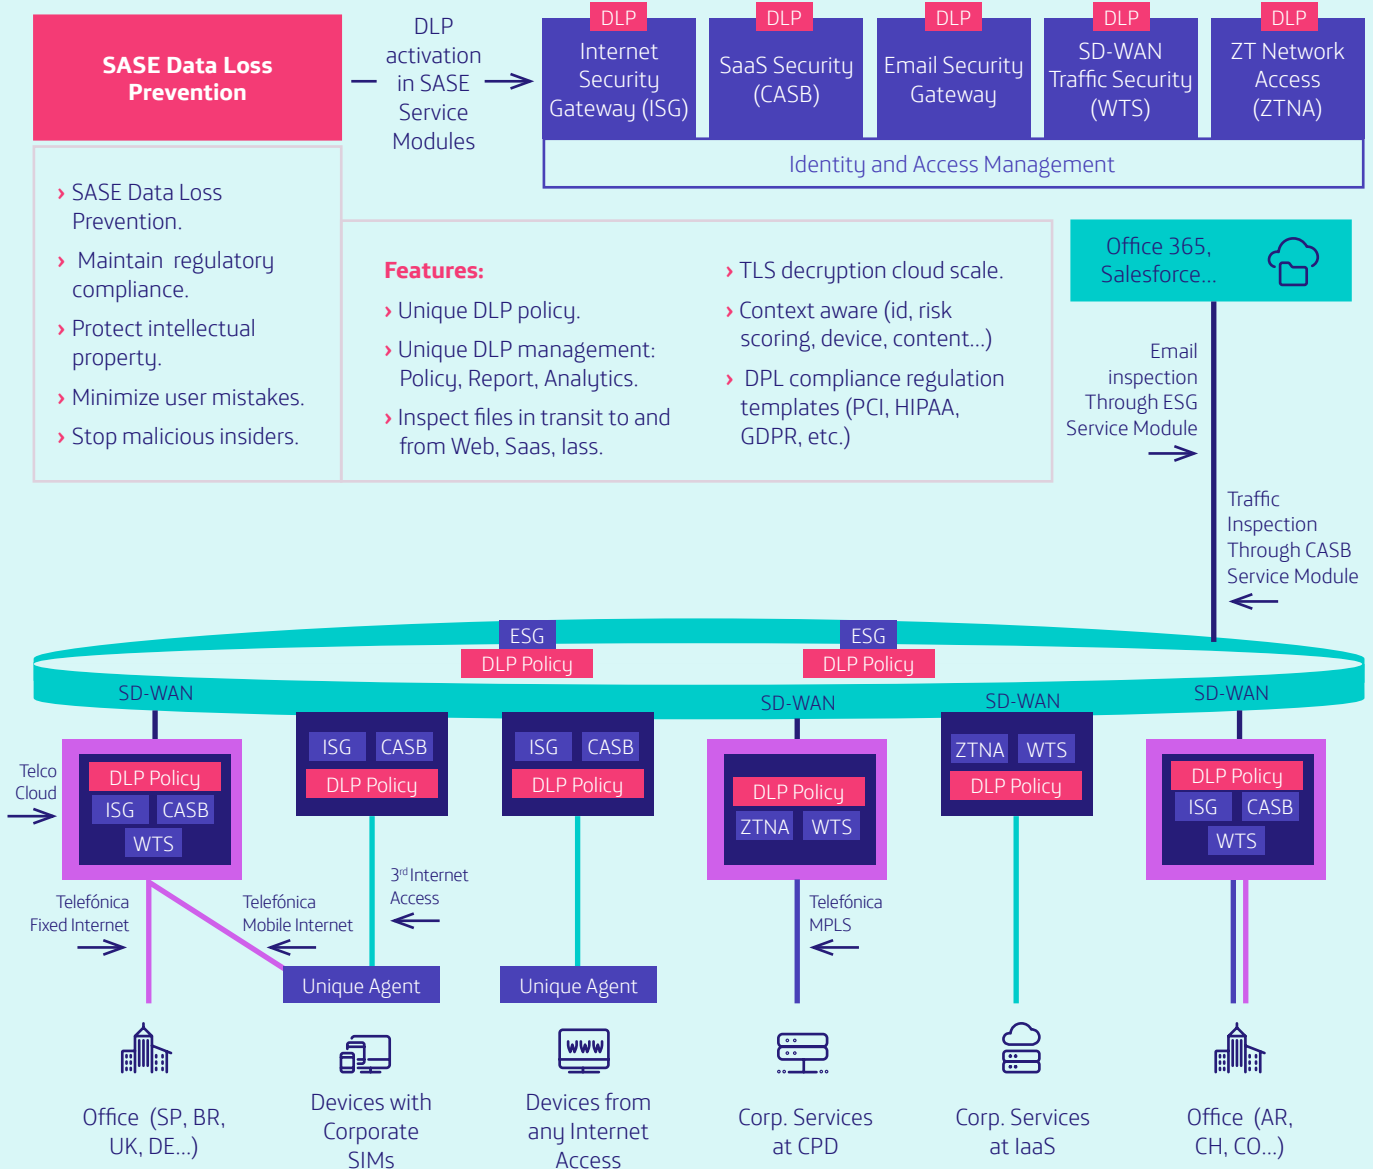 SASE Data Loss
Prevention
DLP
activation
in SASE
Service
Modules
DLP
Internet
Security
Gateway (ISG)
DLP
SaaS Security
(CASB)
DLP
Email Security
Gateway
DLP
SD-WAN
Traffic Security
(WTS)
DLP
ZT Network
Access
(ZTNA)
Identity and Access Management
› SASE Data Loss
Prevention.
› Maintain regulatory
compliance.
› Protect intellectual
property.
› Minimize user mistakes.
› Stop malicious insiders.
Features:
› Unique DLP policy.
› Unique DLP management:
Policy, Report, Analytics.
› Inspect files in transit to and
from Web, Saas, Iass.
› TLS decryption cloud scale.
› Context aware (id, risk
scoring, device, content...)
› DPL compliance regulation
templates (PCI, HIPAA,
GDPR, etc.)
Office 365,
Salesforce...
Email
inspection
Through ESG
Service Module
Traffic
Inspection
Through CASB
Service Module
ESG
DLP Policy
ESG
DLP Policy
SD-WAN
SD-WAN
SD-WAN
SD-WAN
Telco
Cloud
DLP Policy
ISG CASB
WTS
ISG CASB
DLP Policy
ISG CASB
DLP Policy
DLP Policy
ZTNA WTS
ZTNA WTS
DLP Policy
DLP Policy
ISG CASB
WTS
Telefónica
Fixed Internet
Telefónica
Mobile Internet
3rd Internet
Access
Telefónica
MPLS
Unique Agent
Unique Agent
WWW
Office (SP, BR,
UK, DE...)
Devices with
Corporate
SIMs
Devices from
any Internet
Access
Corp. Services
at CPD
Corp. Services
at IaaS
Office (AR,
CH, CO...)